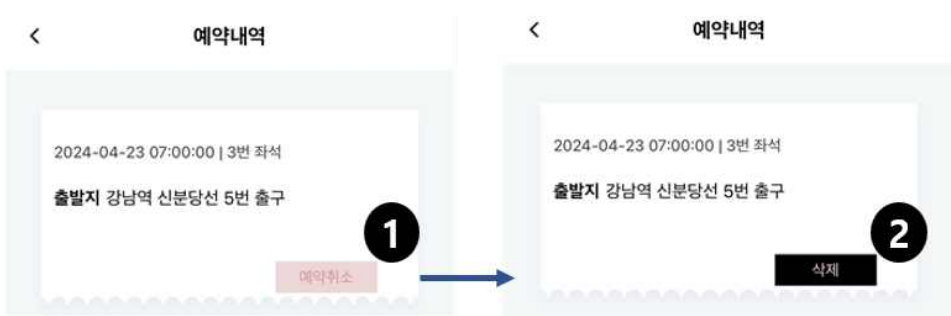 예약내역
2024-04-23 07:00:00 | 3번 좌석
출발지 강남역 신분당선 5번 출구
1
예약취소
예약내역
2024-04-23 07:00:00 | 3번 좌석
출발지 강남역 신분당선 5번 출구
2
삭제